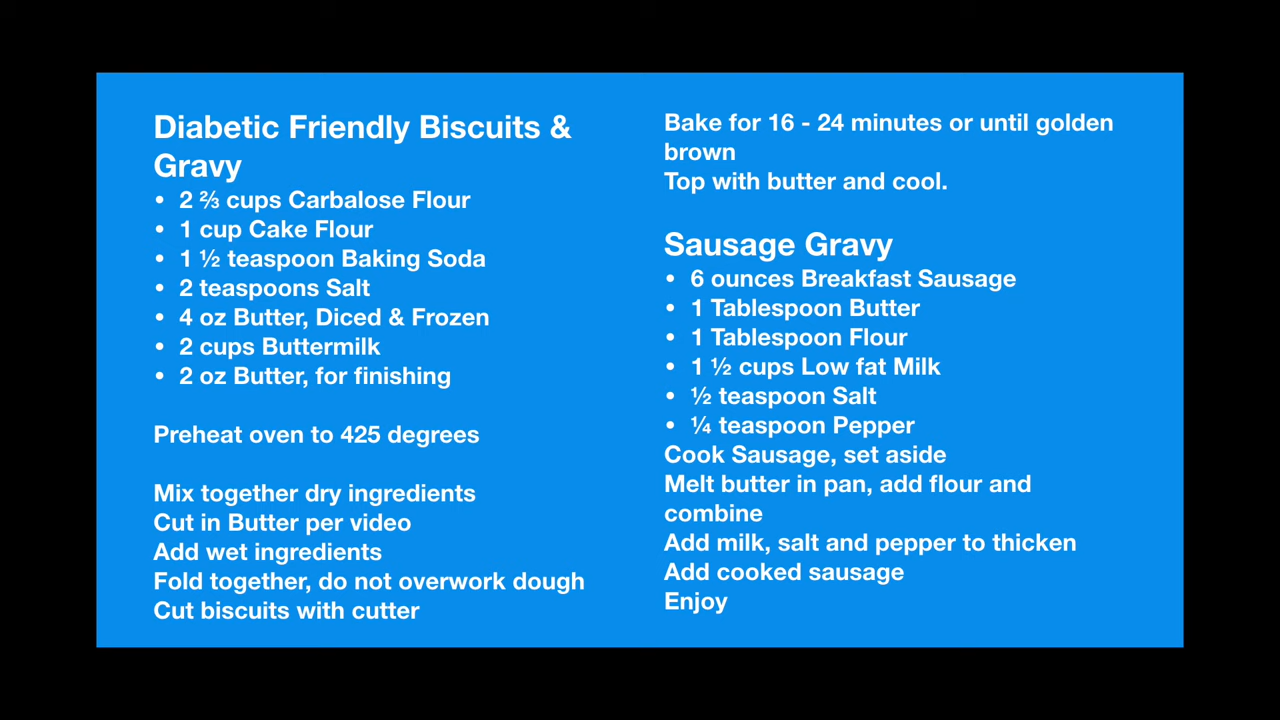 Diabetic Friendly Biscuits &
Gravy
• 2 ⅔ cups Carbalose Flour
• 1 cup Cake Flour
• 1 ½ teaspoon Baking Soda
• 2 teaspoons Salt
• 4 oz Butter, Diced & Frozen
• 2 cups Buttermilk
• 2 oz Butter, for finishing
Preheat oven to 425 degrees
Mix together dry ingredients
Cut in Butter per video
Add wet ingredients
Fold together, do not overwork dough
Cut biscuits with cutter
Bake for 16 - 24 minutes or until golden
brown
Top with butter and cool.
Sausage Gravy
• 6 ounces Breakfast Sausage
• 1 Tablespoon Butter
• 1 Tablespoon Flour
• 1 ½ cups Low fat Milk
• ½ teaspoon Salt
• ¼ teaspoon Pepper
Cook Sausage, set aside
Melt butter in pan, add flour and
combine
Add milk, salt and pepper to thicken
Add cooked sausage
Enjoy